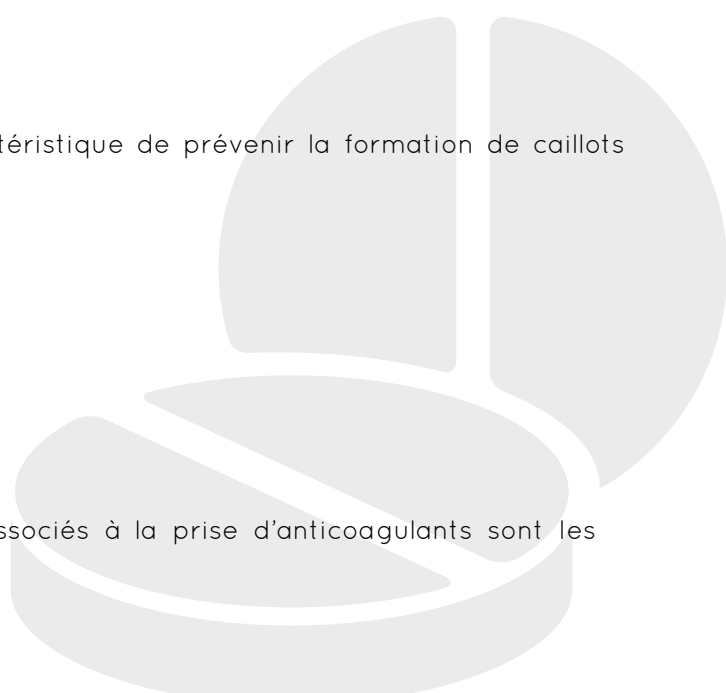 téristique de prévenir la formation de caillots
ssociés à la prise d'anticoagulants sont les